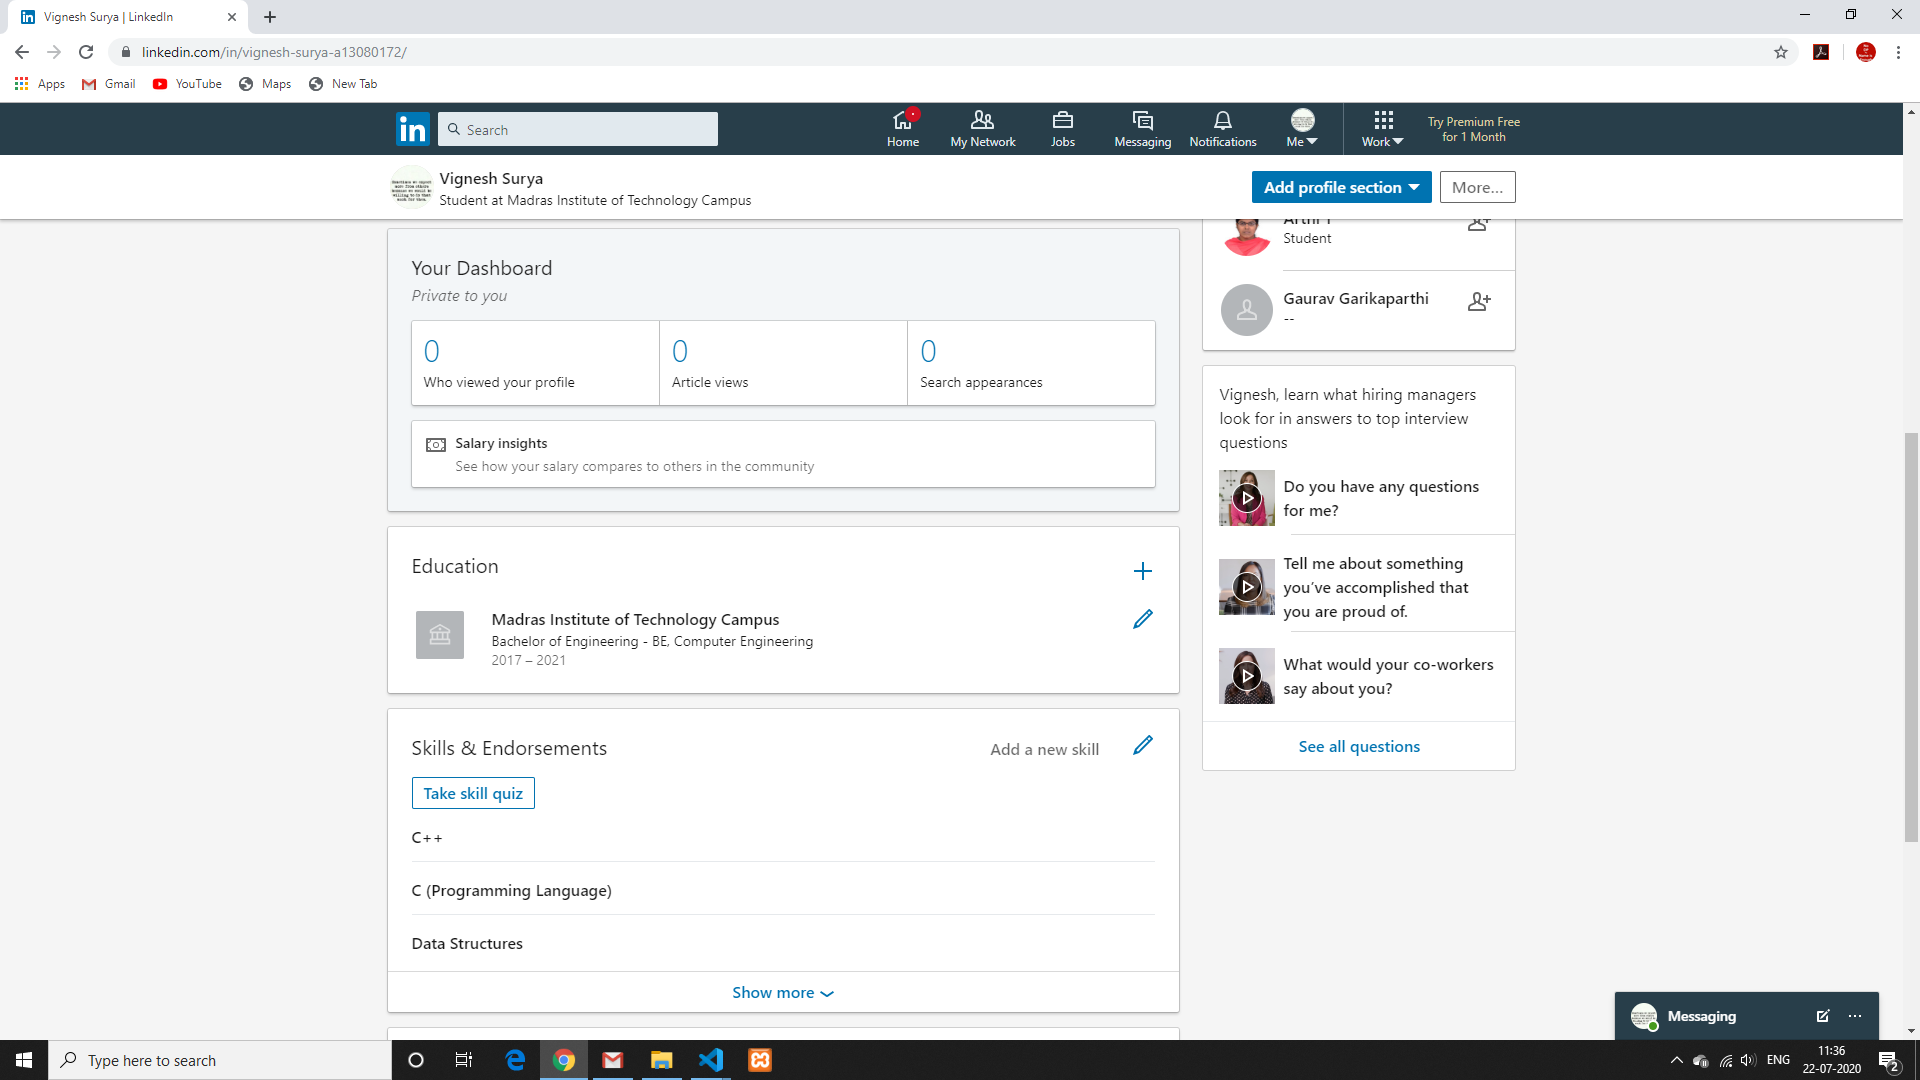 Vignesh Surya | LinkedIn
linkedin.com/in/vignesh-surya-a13080172/
Apps
Gmail
YouTube
Maps
New Tab
in
Search
Home
My Network
Jobs
Messaging
Notifications
Me
Work
Try Premium Free
for 1 Month
Vignesh Surya
Student at Madras Institute of Technology Campus
Add profile section
More...
Your Dashboard
Private to you
0
Who viewed your profile
0
Article views
0
Search appearances
Salary insights
See how your salary compares to others in the community
Education
Madras Institute of Technology Campus
Bachelor of Engineering - BE, Computer Engineering
2017 – 2021
Skills & Endorsements
Add a new skill
Take skill quiz
C++
C (Programming Language)
Data Structures
Show more
Student
Gaurav Garikaparthi
--
Vignesh, learn what hiring managers
look for in answers to top interview
questions
Do you have any questions
for me?
Tell me about something
you've accomplished that
you are proud of.
What would your co-workers
say about you?
See all questions
Messaging
Type here to search
ENG
11:36
22-07-2020
2